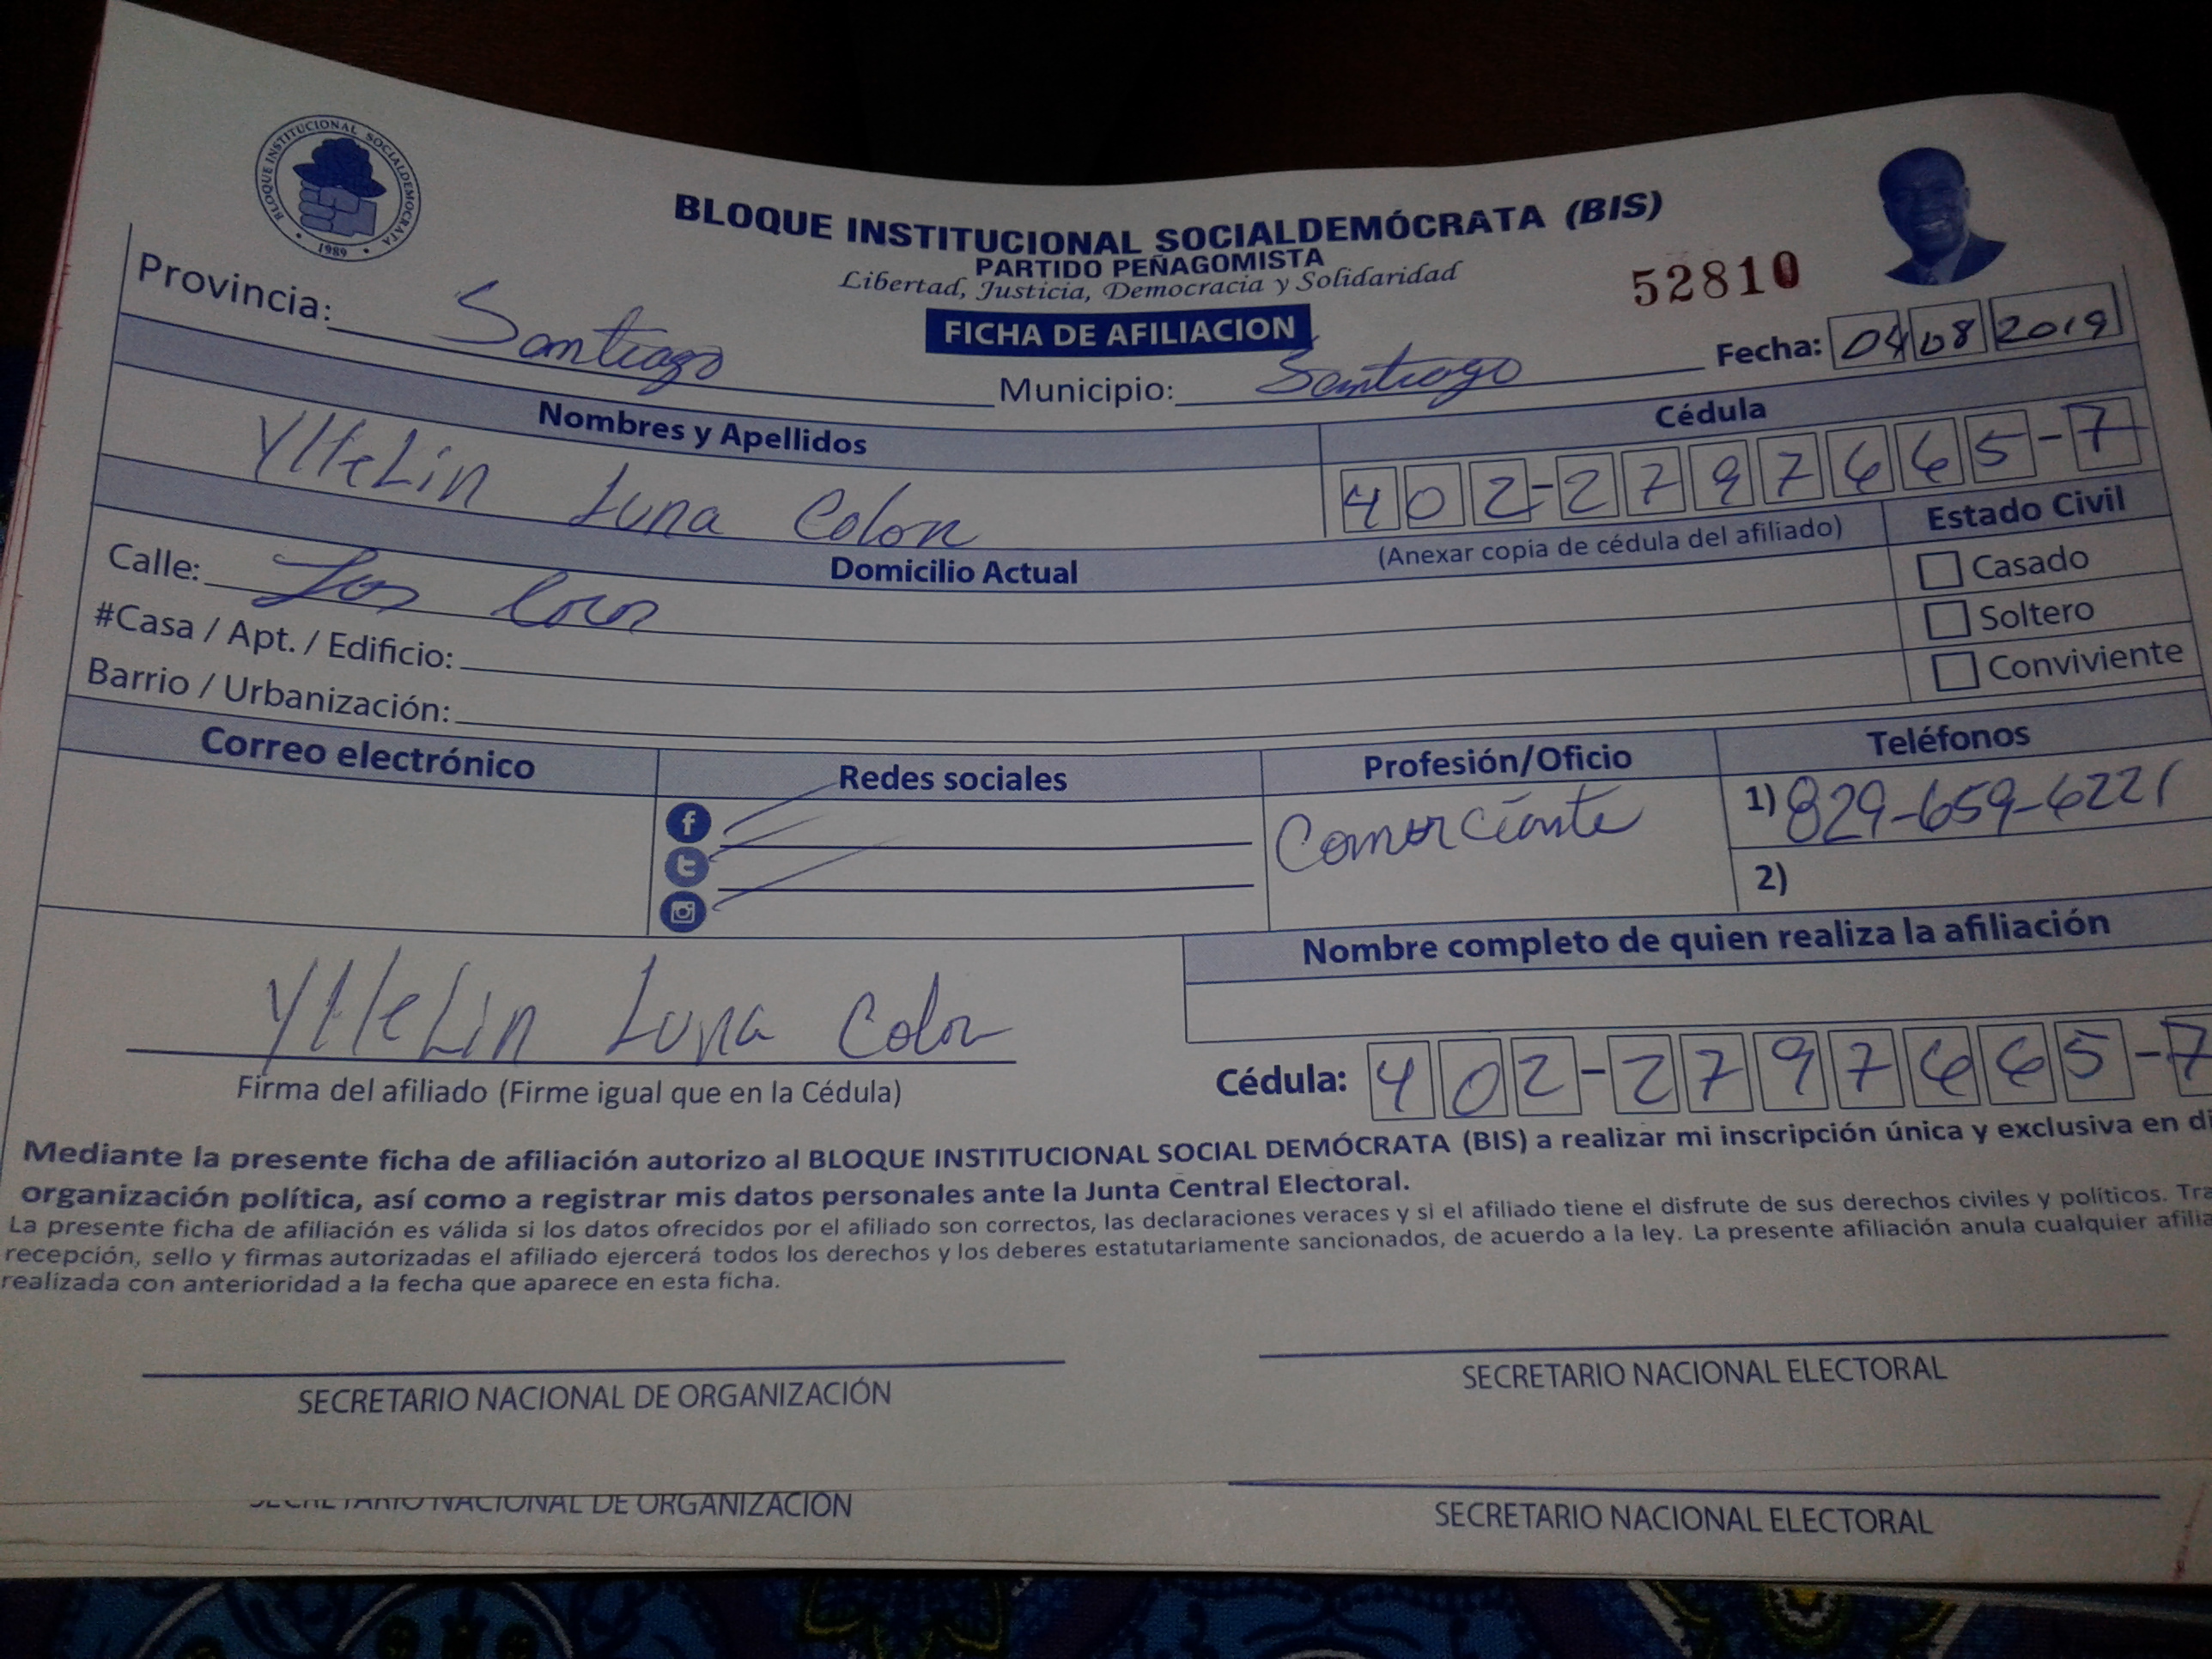 BLOQUE INSTITUCIONAL SOCIALDEMOCRATA
1989
BLOQUE INSTITUCIONAL SOCIALDEMÓCRATA (BIS)
PARTIDO PEÑAGOMISTA
Libertad, Justicia, Democracia y Solidaridad
52810
FICHA DE AFILIACION
Provincia: Santiago Municipio: Santiago Fecha: 04 08 2019
Nombres y Apellidos Cédula
Luna Colon 402-2797665-7
(Anexar copia de cédula del afiliado)
Domicilio Actual Estado Civil
Calle: Los Cocos
Casado
#Casa / Apt. / Edificio:
Soltero
Barrio / Urbanización:
Conviviente
Correo electrónico Redes sociales Profesión/Oficio Teléfonos
Comerciante 1) 829-659-6221
2)
Nombre completo de quien realiza la afiliación
Luna Colon
Firma del afiliado (Firme igual que en la Cédula) Cédula: 402-2797665-7
Mediante la presente ficha de afiliación autorizo al BLOQUE INSTITUCIONAL SOCIAL DEMÓCRATA (BIS) a realizar mi inscripción única y exclusiva en di
organización política, así como a registrar mis datos personales ante la Junta Central Electoral.
La presente ficha de afiliación es válida si los datos ofrecidos por el afiliado son correctos, las declaraciones veraces y si el afiliado tiene el disfrute de sus derechos civiles y políticos. Tra
recepción, sello y firmas autorizadas el afiliado ejercerá todos los derechos y los deberes estatutariamente sancionados, de acuerdo a la ley. La presente afiliación anula cualquier afilia
realizada con anterioridad a la fecha que aparece en esta ficha.
SECRETARIO NACIONAL DE ORGANIZACIÓN SECRETARIO NACIONAL ELECTORAL
SECRETARIO NACIONAL DE ORGANIZACIÓN SECRETARIO NACIONAL ELECTORAL